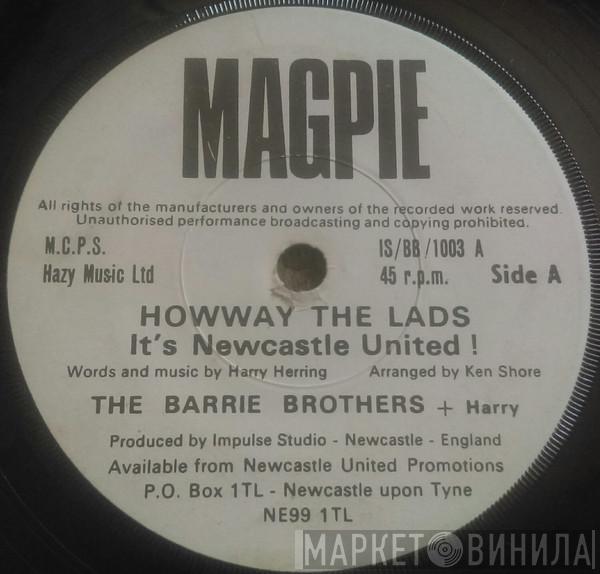 MAGPIE
All rights of the manufacturers and owners of the recorded work reserved.
Unauthorised performance broadcasting and copying prohibited.
M.C.P.S. IS/BB/1003 A
Hazy Music Ltd 45 r.p.m. Side A
HOWWAY THE LADS
It's Newcastle United !
Words and music by Harry Herring Arranged by Ken Shore
THE BARRIE BROTHERS + Harry
Produced by Impulse Studio - Newcastle - England
Available from Newcastle United Promotions
P.O. Box 1TL - Newcastle upon Tyne
NE99 1TL
МАРКЕТ ВИНИЛА